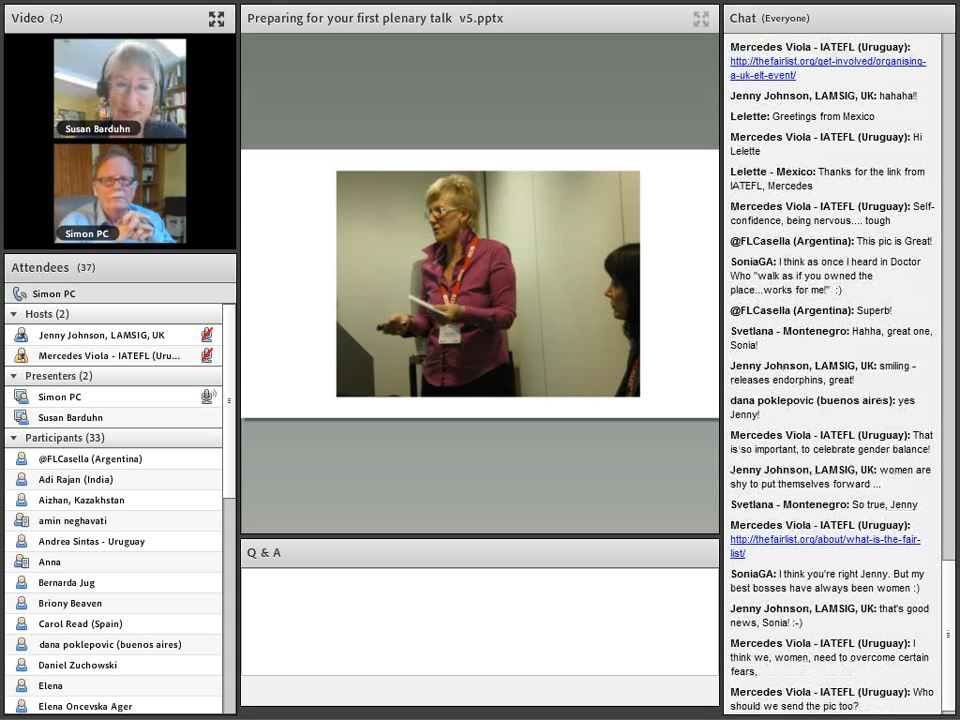 Video (2)
Susan Barduhn
Simon PC
Attendees (37)
Simon PC
Hosts (2)
Jenny Johnson, LAMSIG, UK
Mercedes Viola - IATEFL (Uru...
Presenters (2)
Simon PC
Susan Barduhn
Participants (33)
@FLCasella (Argentina)
Adi Rajan (India)
Aizhan, Kazakhstan
amin neghavati
Andrea Sintas - Uruguay
Anna
Bernarda Jug
Briony Beaven
Carol Read (Spain)
dana poklepovic (buenos aires)
Daniel Zuchowski
Elena
Elena Oncevska Ager
Preparing for your first plenary talk v5.pptx
Q & A
Chat (Everyone)
Mercedes Viola - IATEFL (Uruguay):
http://thefairlist.org/get-involved/organising-
a-uk-elt-event/
Jenny Johnson, LAMSIG, UK: hahaha!!
Lelette: Greetings from Mexico
Mercedes Viola - IATEFL (Uruguay): Hi
Lelette
Lelette - Mexico: Thanks for the link from
IATEFL, Mercedes
Mercedes Viola - IATEFL (Uruguay): Self-
confidence, being nervous.... tough
@FLCasella (Argentina): This pic is Great!
SoniaGA: I think as once I heard in Doctor
Who "walk as if you owned the
place...works for me!" :)
@FLCasella (Argentina): Superb!
Svetlana - Montenegro: Hahha, great one,
Sonia!
Jenny Johnson, LAMSIG, UK: smiling -
releases endorphins, great!
dana poklepovic (buenos aires): yes
Jenny!
Mercedes Viola - IATEFL (Uruguay): That
is so important, to celebrate gender balance!
Jenny Johnson, LAMSIG, UK: women are
shy to put themselves forward ...
Svetlana - Montenegro: So true, Jenny
Mercedes Viola - IATEFL (Uruguay):
http://thefairlist.org/about/what-is-the-fair-
list/
SoniaGA: I think you're right Jenny. But my
best bosses have always been women :)
Jenny Johnson, LAMSIG, UK: that's good
news, Sonia! :-)
Mercedes Viola - IATEFL (Uruguay): I
think we, women, need to overcome certain
fears,
Mercedes Viola - IATEFL (Uruguay): Who
should we send the pic too?